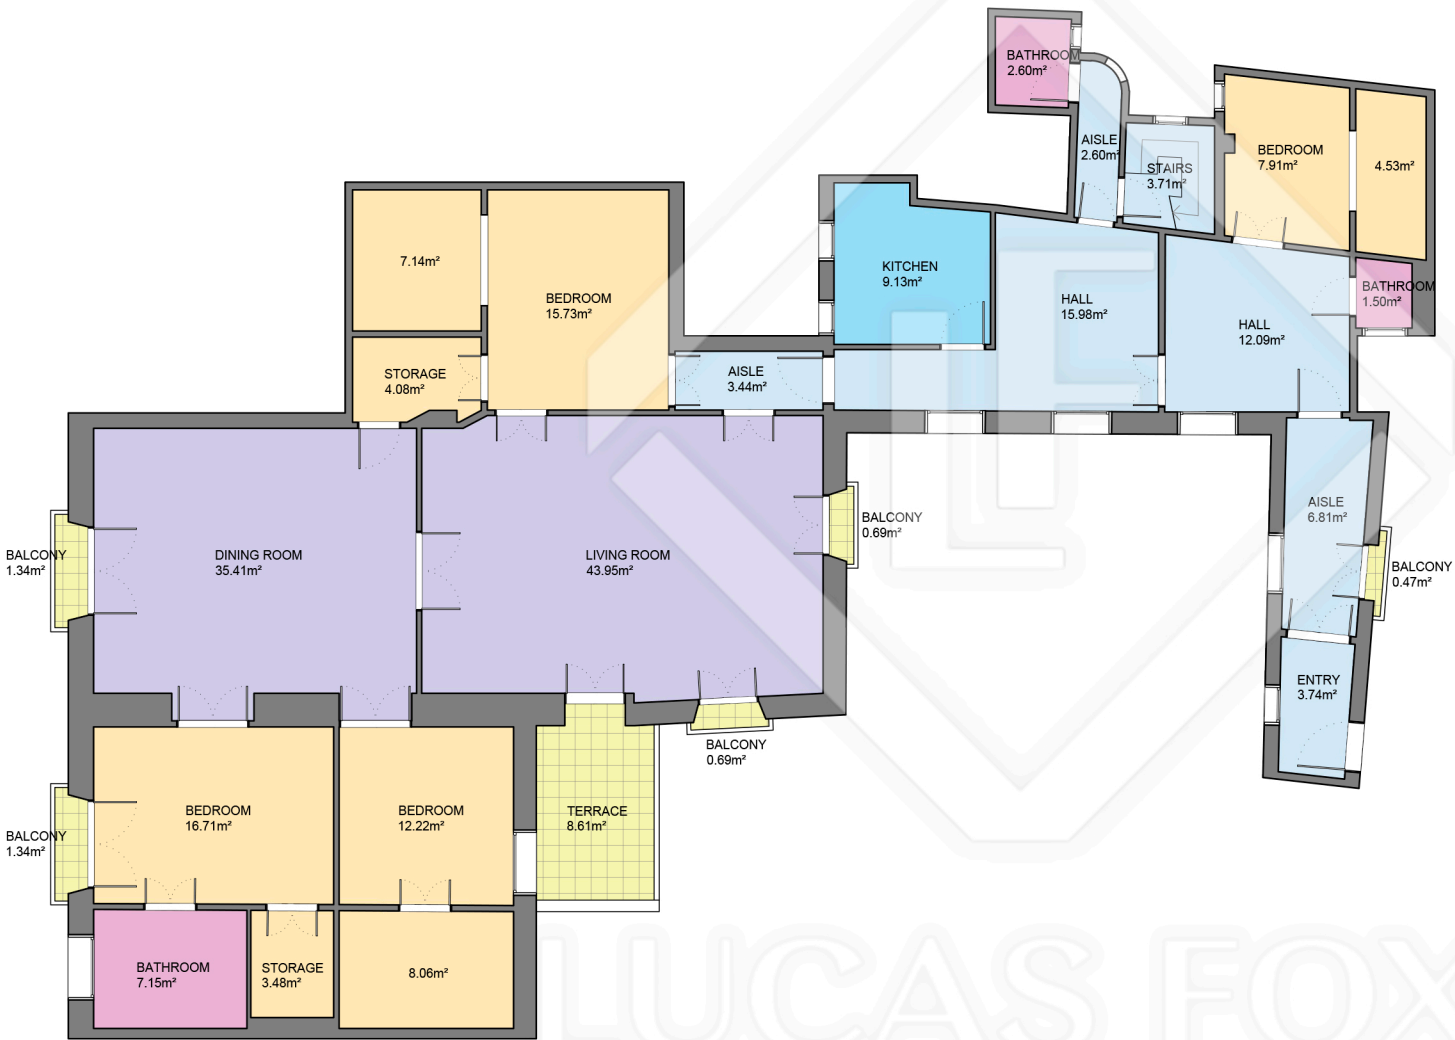 BATHROOM
2.60m²
AISLE
2.60m²
STAIRS
3.71m²
BEDROOM
7.91m²
4.53m²
7.14m²
BEDROOM
15.73m²
KITCHEN
9.13m²
HALL
15.98m²
HALL
12.09m²
BATHROOM
1.50m²
STORAGE
4.08m²
AISLE
3.44m²
BALCONY
1.34m²
DINING ROOM
35.41m²
LIVING ROOM
43.95m²
BALCONY
0.69m²
AISLE
6.81m²
BALCONY
0.47m²
ENTRY
3.74m²
BALCONY
0.69m²
BALCONY
1.34m²
BEDROOM
16.71m²
BEDROOM
12.22m²
TERRACE
8.61m²
BATHROOM
7.15m²
STORAGE
3.48m²
8.06m²
LF
LUCAS FOX